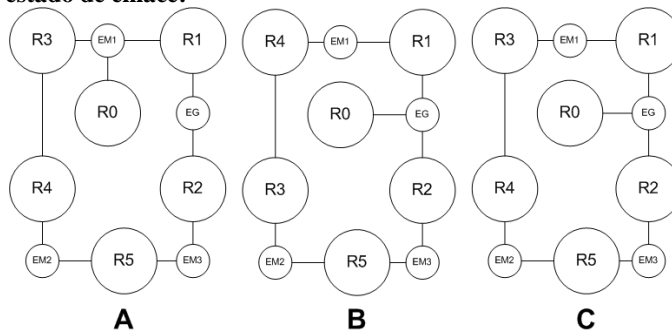 estado de enlace.
R3 EM1 R1 R4 EM1 R1 R3 EM1 R1
R0 EG R0 EG R0 EG
R4 R2 R3 R2 R4 R2
EM2 R5 EM3 EM2 R5 EM3 EM2 R5 EM3
A B C